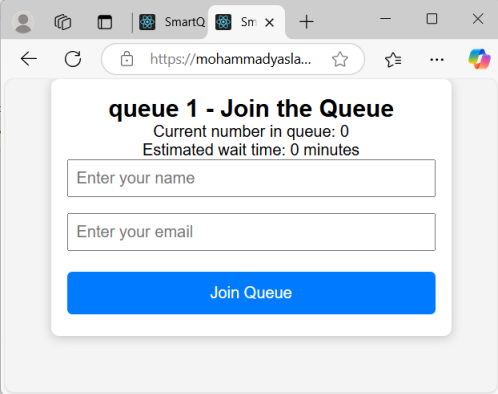 SmartQ
Sm
https://mohammadyasla...
queue 1 - Join the Queue
Current number in queue: 0
Estimated wait time: 0 minutes
Enter your name
Enter your email
Join Queue